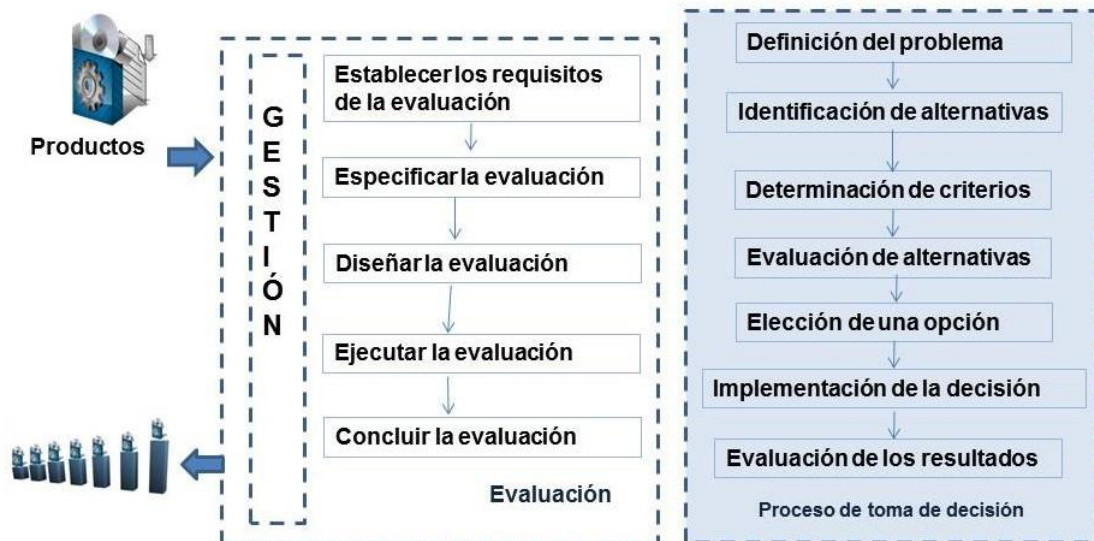 Productos
GESTIÓN
Establecer los requisitos
de la evaluación
Especificar la evaluación
Diseñar la evaluación
Ejecutar la evaluación
Concluir la evaluación
Evaluación
Definición del problema
Identificación de alternativas
Determinación de criterios
Evaluación de alternativas
Elección de una opción
Implementación de la decisión
Evaluación de los resultados
Proceso de toma de decisión